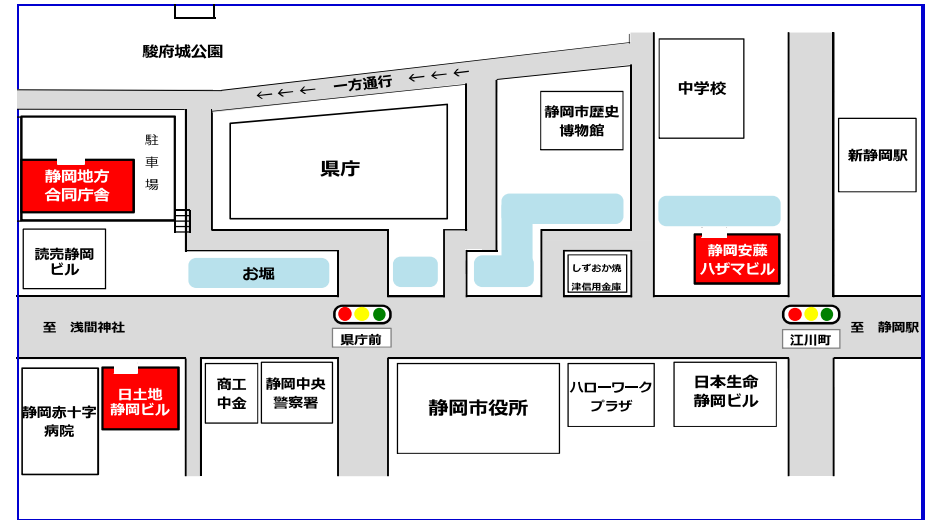 駿府城公園
← ← ← 一方通行 ← ← ←
中学校
静岡市歴史
博物館
駐
車
場
県庁
新静岡駅
静岡地方
合同庁舎
読売静岡
ビル
お堀
しずおか焼
津信用金庫
静岡安藤
ハザマビル
至 浅間神社
県庁前
江川町
至 静岡駅
静岡赤十字
病院
日土地
静岡ビル
商工
中金
静岡中央
警察署
静岡市役所
ハローワーク
プラザ
日本生命
静岡ビル